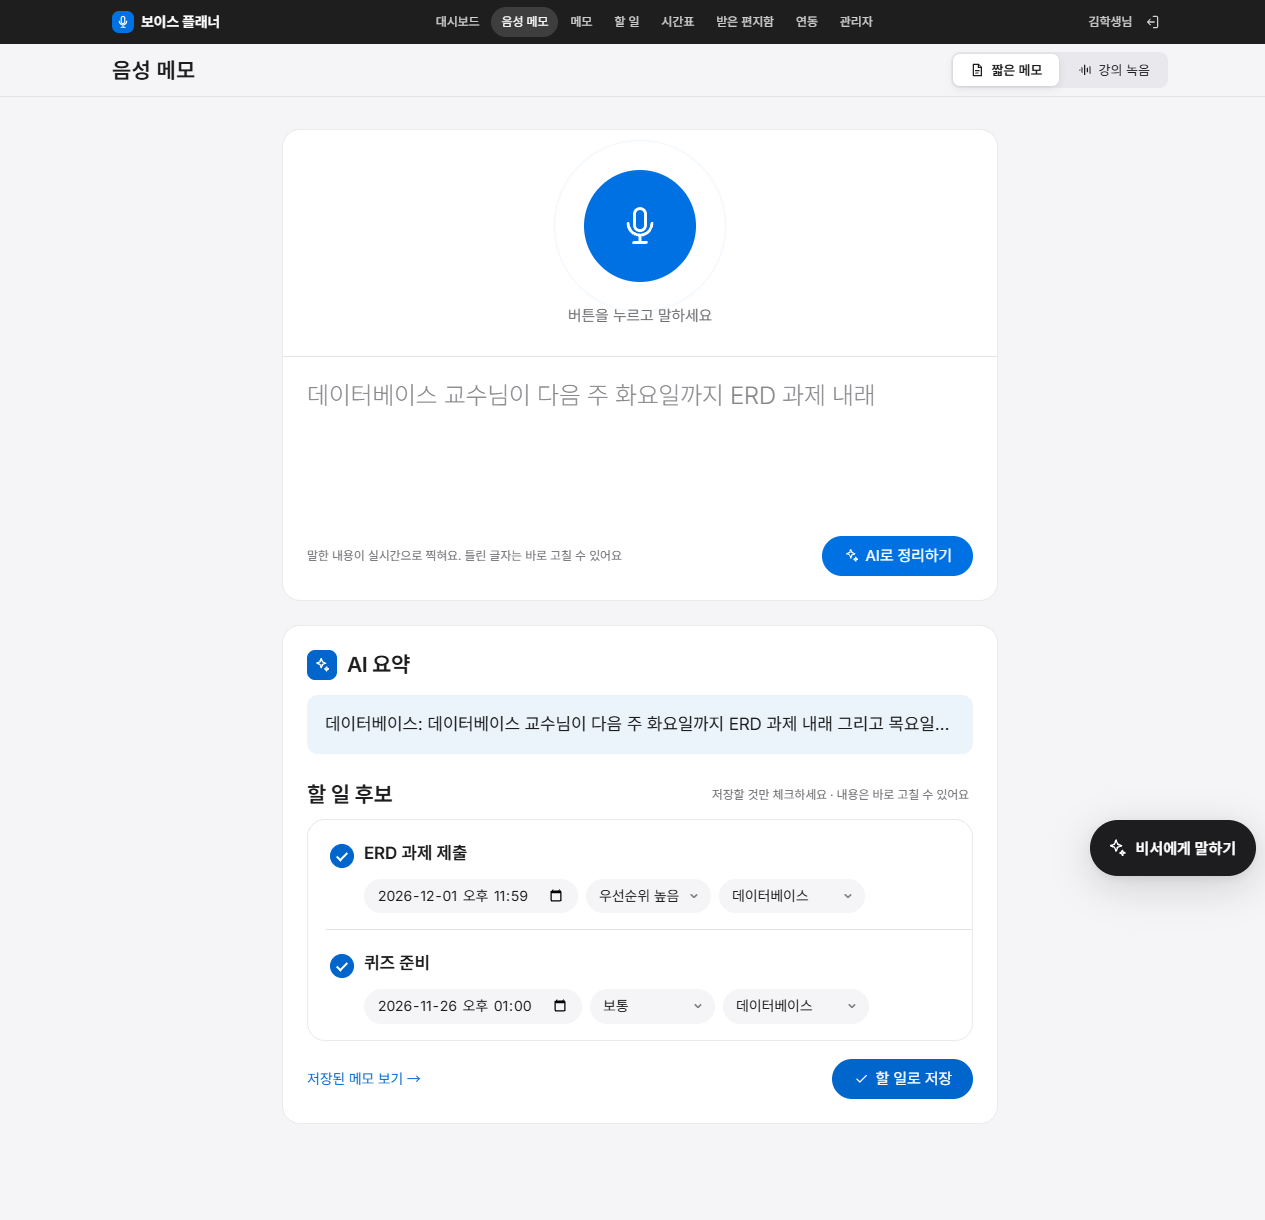 보이스 플래너
대시보드 음성 메모 메모 할 일 시간표 받은 편지함 연동 관리자
김학생님
음성 메모
짧은 메모 강의 녹음
버튼을 누르고 말하세요
데이터베이스 교수님이 다음 주 화요일까지 ERD 과제 내래
말한 내용이 실시간으로 찍혀요. 틀린 글자는 바로 고칠 수 있어요
AI로 정리하기
AI 요약
데이터베이스: 데이터베이스 교수님이 다음 주 화요일까지 ERD 과제 내래 그리고 목요일...
할 일 후보
저장할 것만 체크하세요 · 내용은 바로 고칠 수 있어요
ERD 과제 제출
2026-12-01 오후 11:59 우선순위 높음 데이터베이스
퀴즈 준비
2026-11-26 오후 01:00 보통 데이터베이스
저장된 메모 보기 →
할 일로 저장
비서에게 말하기